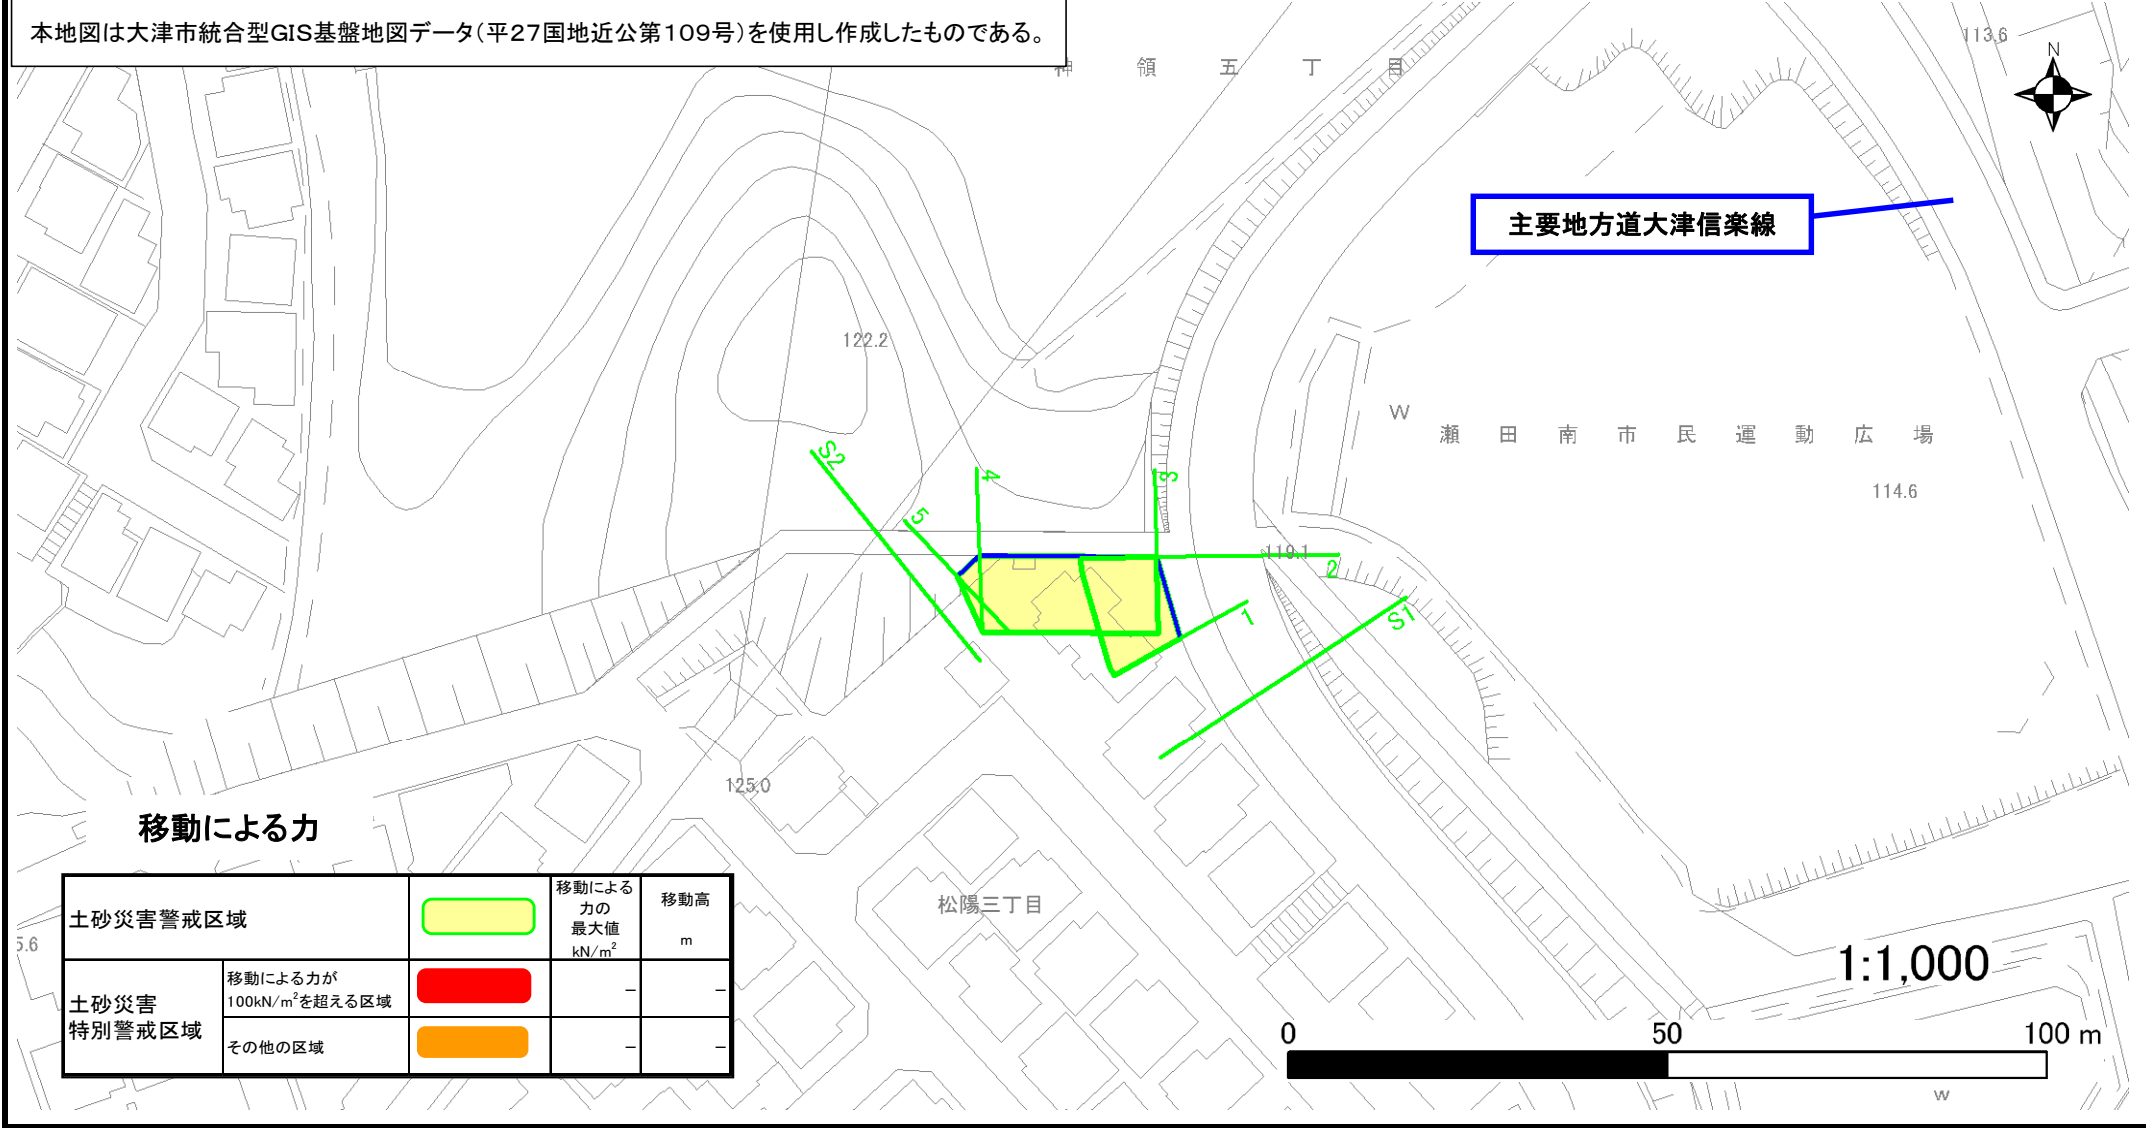 本地図は大津市統合型GIS基盤地図データ(平27国地近公第109号)を使用し作成したものである。
神領五丁目
113.6
N
主要地方道大津信楽線
122.2
W
瀬田南市民運動広場
114.6
S2
4
3
5
119.1
2
1
S1
125.0
移動による力
松陽三丁目
5.6
土砂災害警戒区域
移動による
力の
最大値
kN/m²
移動高
m
土砂災害
特別警戒区域
移動による力が
100kN/m²を超える区域
－
－
その他の区域
－
－
1:1,000
0 50 100 m
W